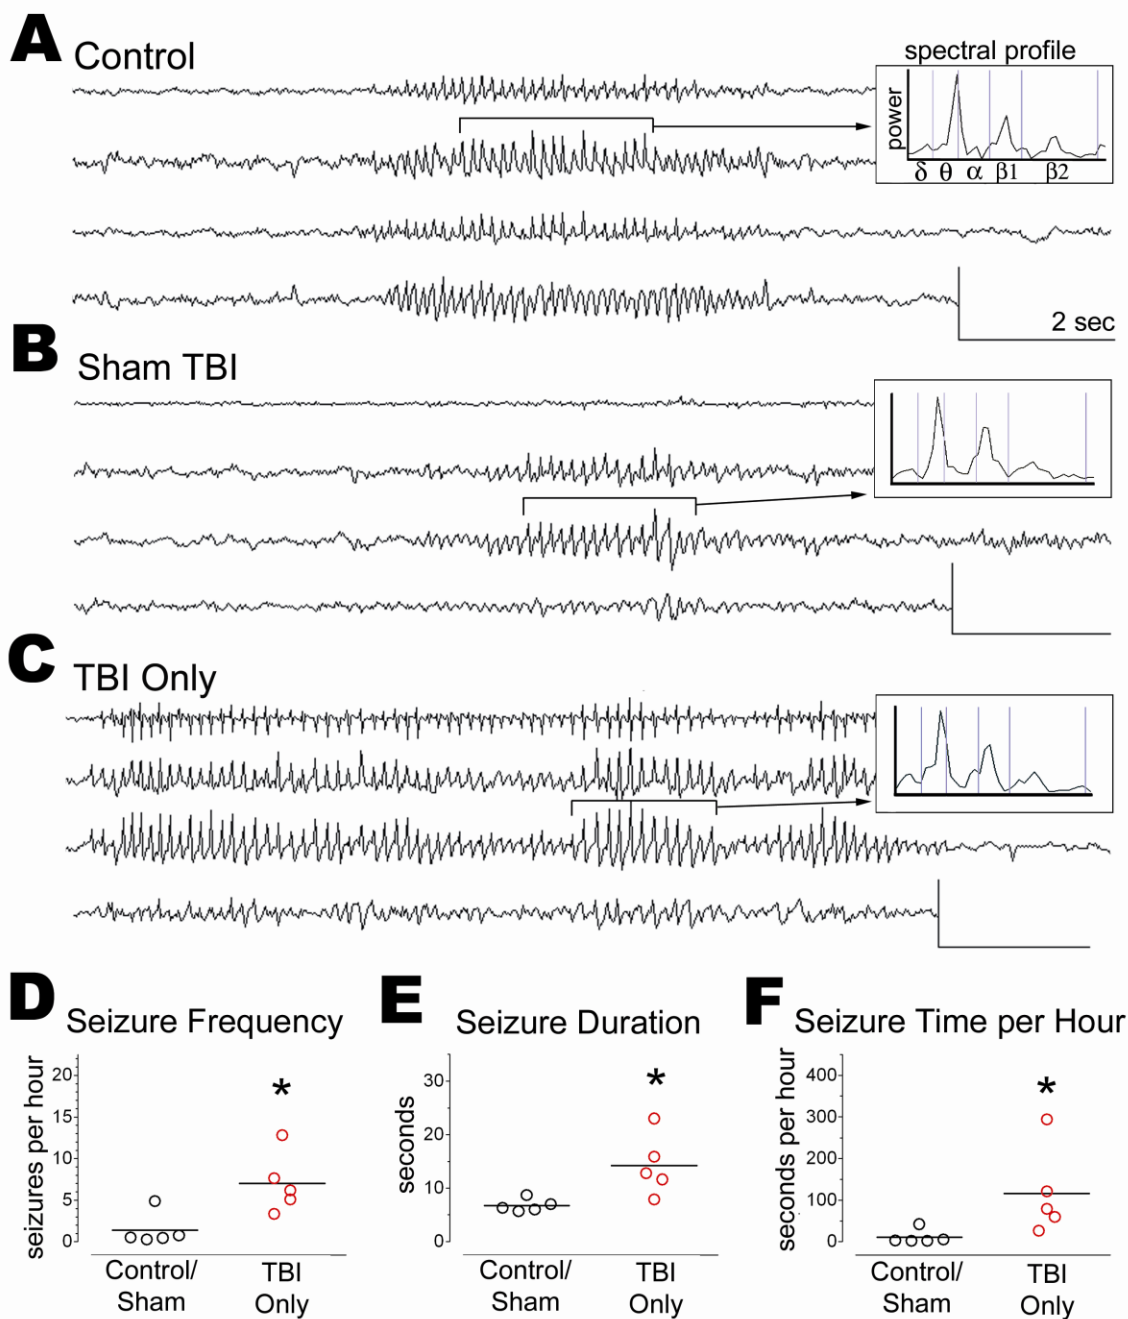 A Control
spectral profile
power
δ θ α β1 β2
2 sec
B Sham TBI
C TBI Only
D Seizure Frequency
seizures per hour
20
15
10
5
0
*
Control/
Sham
TBI
Only
E Seizure Duration
seconds
30
20
10
0
*
Control/
Sham
TBI
Only
F Seizure Time per Hour
seconds per hour
400
300
200
100
0
*
Control/
Sham
TBI
Only